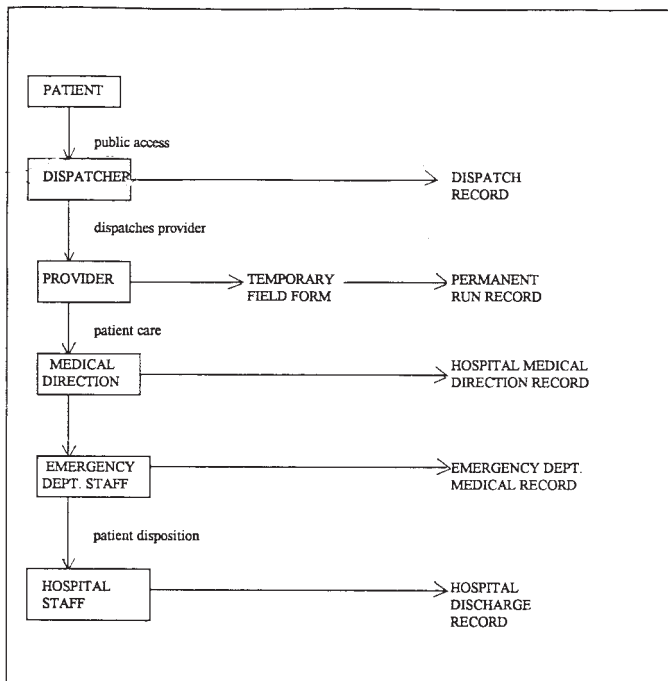 PATIENT
public access
DISPATCHER
DISPATCH
RECORD
dispatches provider
PROVIDER
TEMPORARY
FIELD FORM
PERMANENT
RUN RECORD
patient care
MEDICAL
DIRECTION
HOSPITAL MEDICAL
DIRECTION RECORD
EMERGENCY
DEPT. STAFF
EMERGENCY DEPT.
MEDICAL RECORD
patient disposition
HOSPITAL
STAFF
HOSPITAL
DISCHARGE
RECORD